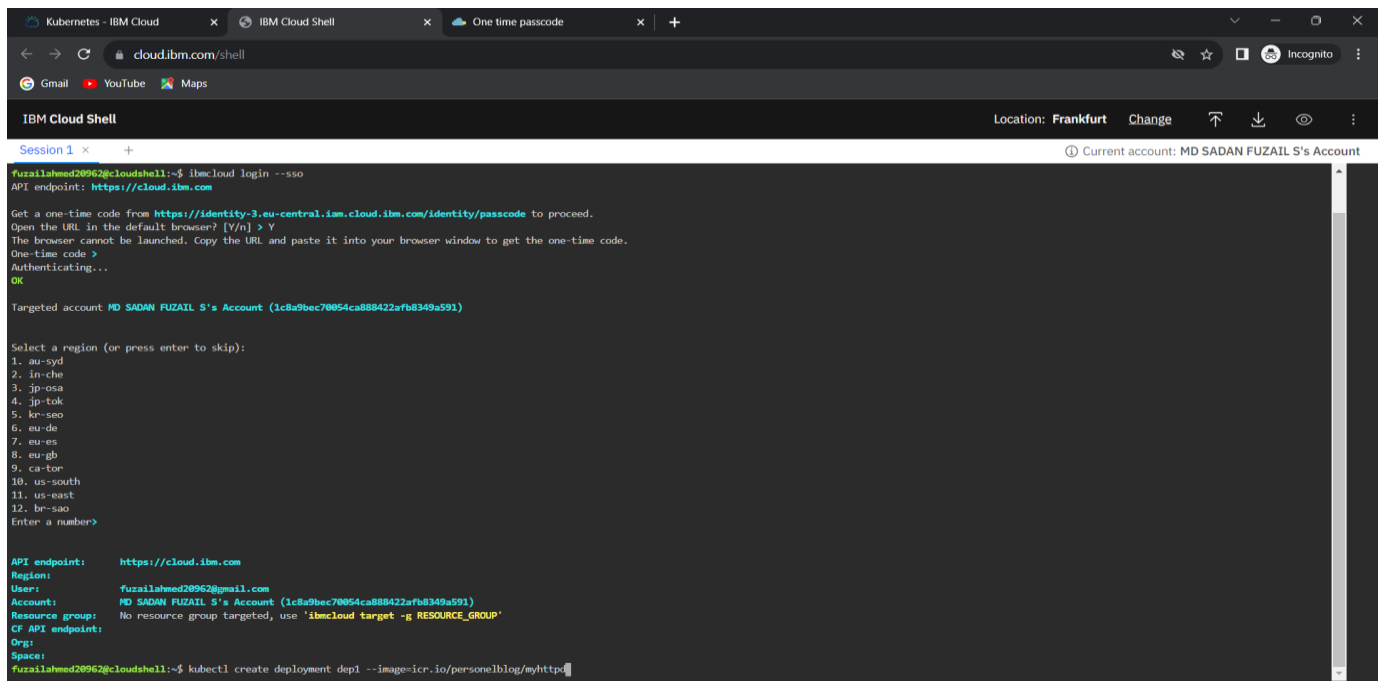 Kubernetes - IBM Cloud
IBM Cloud Shell
One time passcode
cloud.ibm.com/shell
Incognito
Gmail
YouTube
Maps
IBM Cloud Shell
Location: Frankfurt
Change
Session 1
Current account: MD SADAN FUZAIL S's Account
fuzailahmed20962@cloudshell:~$ ibmcloud login --sso
API endpoint: https://cloud.ibm.com
Get a one-time code from https://identity-3.eu-central.iam.cloud.ibm.com/identity/passcode to proceed.
Open the URL in the default browser? [Y/n] > Y
The browser cannot be launched. Copy the URL and paste it into your browser window to get the one-time code.
One-time code >
Authenticating...
OK
Targeted account MD SADAN FUZAIL S's Account (1c8a9bec70054ca888422afb8349a591)
Select a region (or press enter to skip):
1. au-syd
2. in-che
3. jp-osa
4. jp-tok
5. kr-seo
6. eu-de
7. eu-es
8. eu-gb
9. ca-tor
10. us-south
11. us-east
12. br-sao
Enter a number>
API endpoint: https://cloud.ibm.com
Region:
User: fuzailahmed20962@gmail.com
Account: MD SADAN FUZAIL S's Account (1c8a9bec70054ca888422afb8349a591)
Resource group: No resource group targeted, use 'ibmcloud target -g RESOURCE_GROUP'
CF API endpoint:
Org:
Space:
fuzailahmed20962@cloudshell:~$ kubectl create deployment dep1 --image=icr.io/personelblog/myhttpd